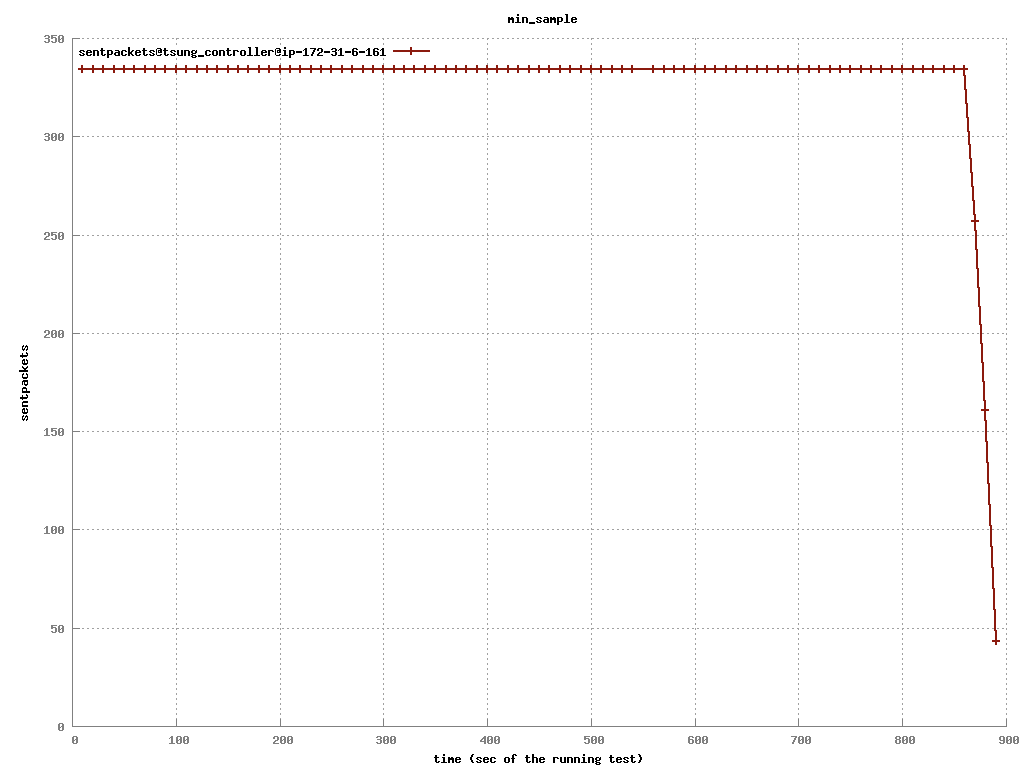 min_sample
350
sentpackets@tsung_controller@ip-172-31-6-161
300
250
200
150
100
50
0
sentpackets
0 100 200 300 400 500 600 700 800 900
time (sec of the running test)